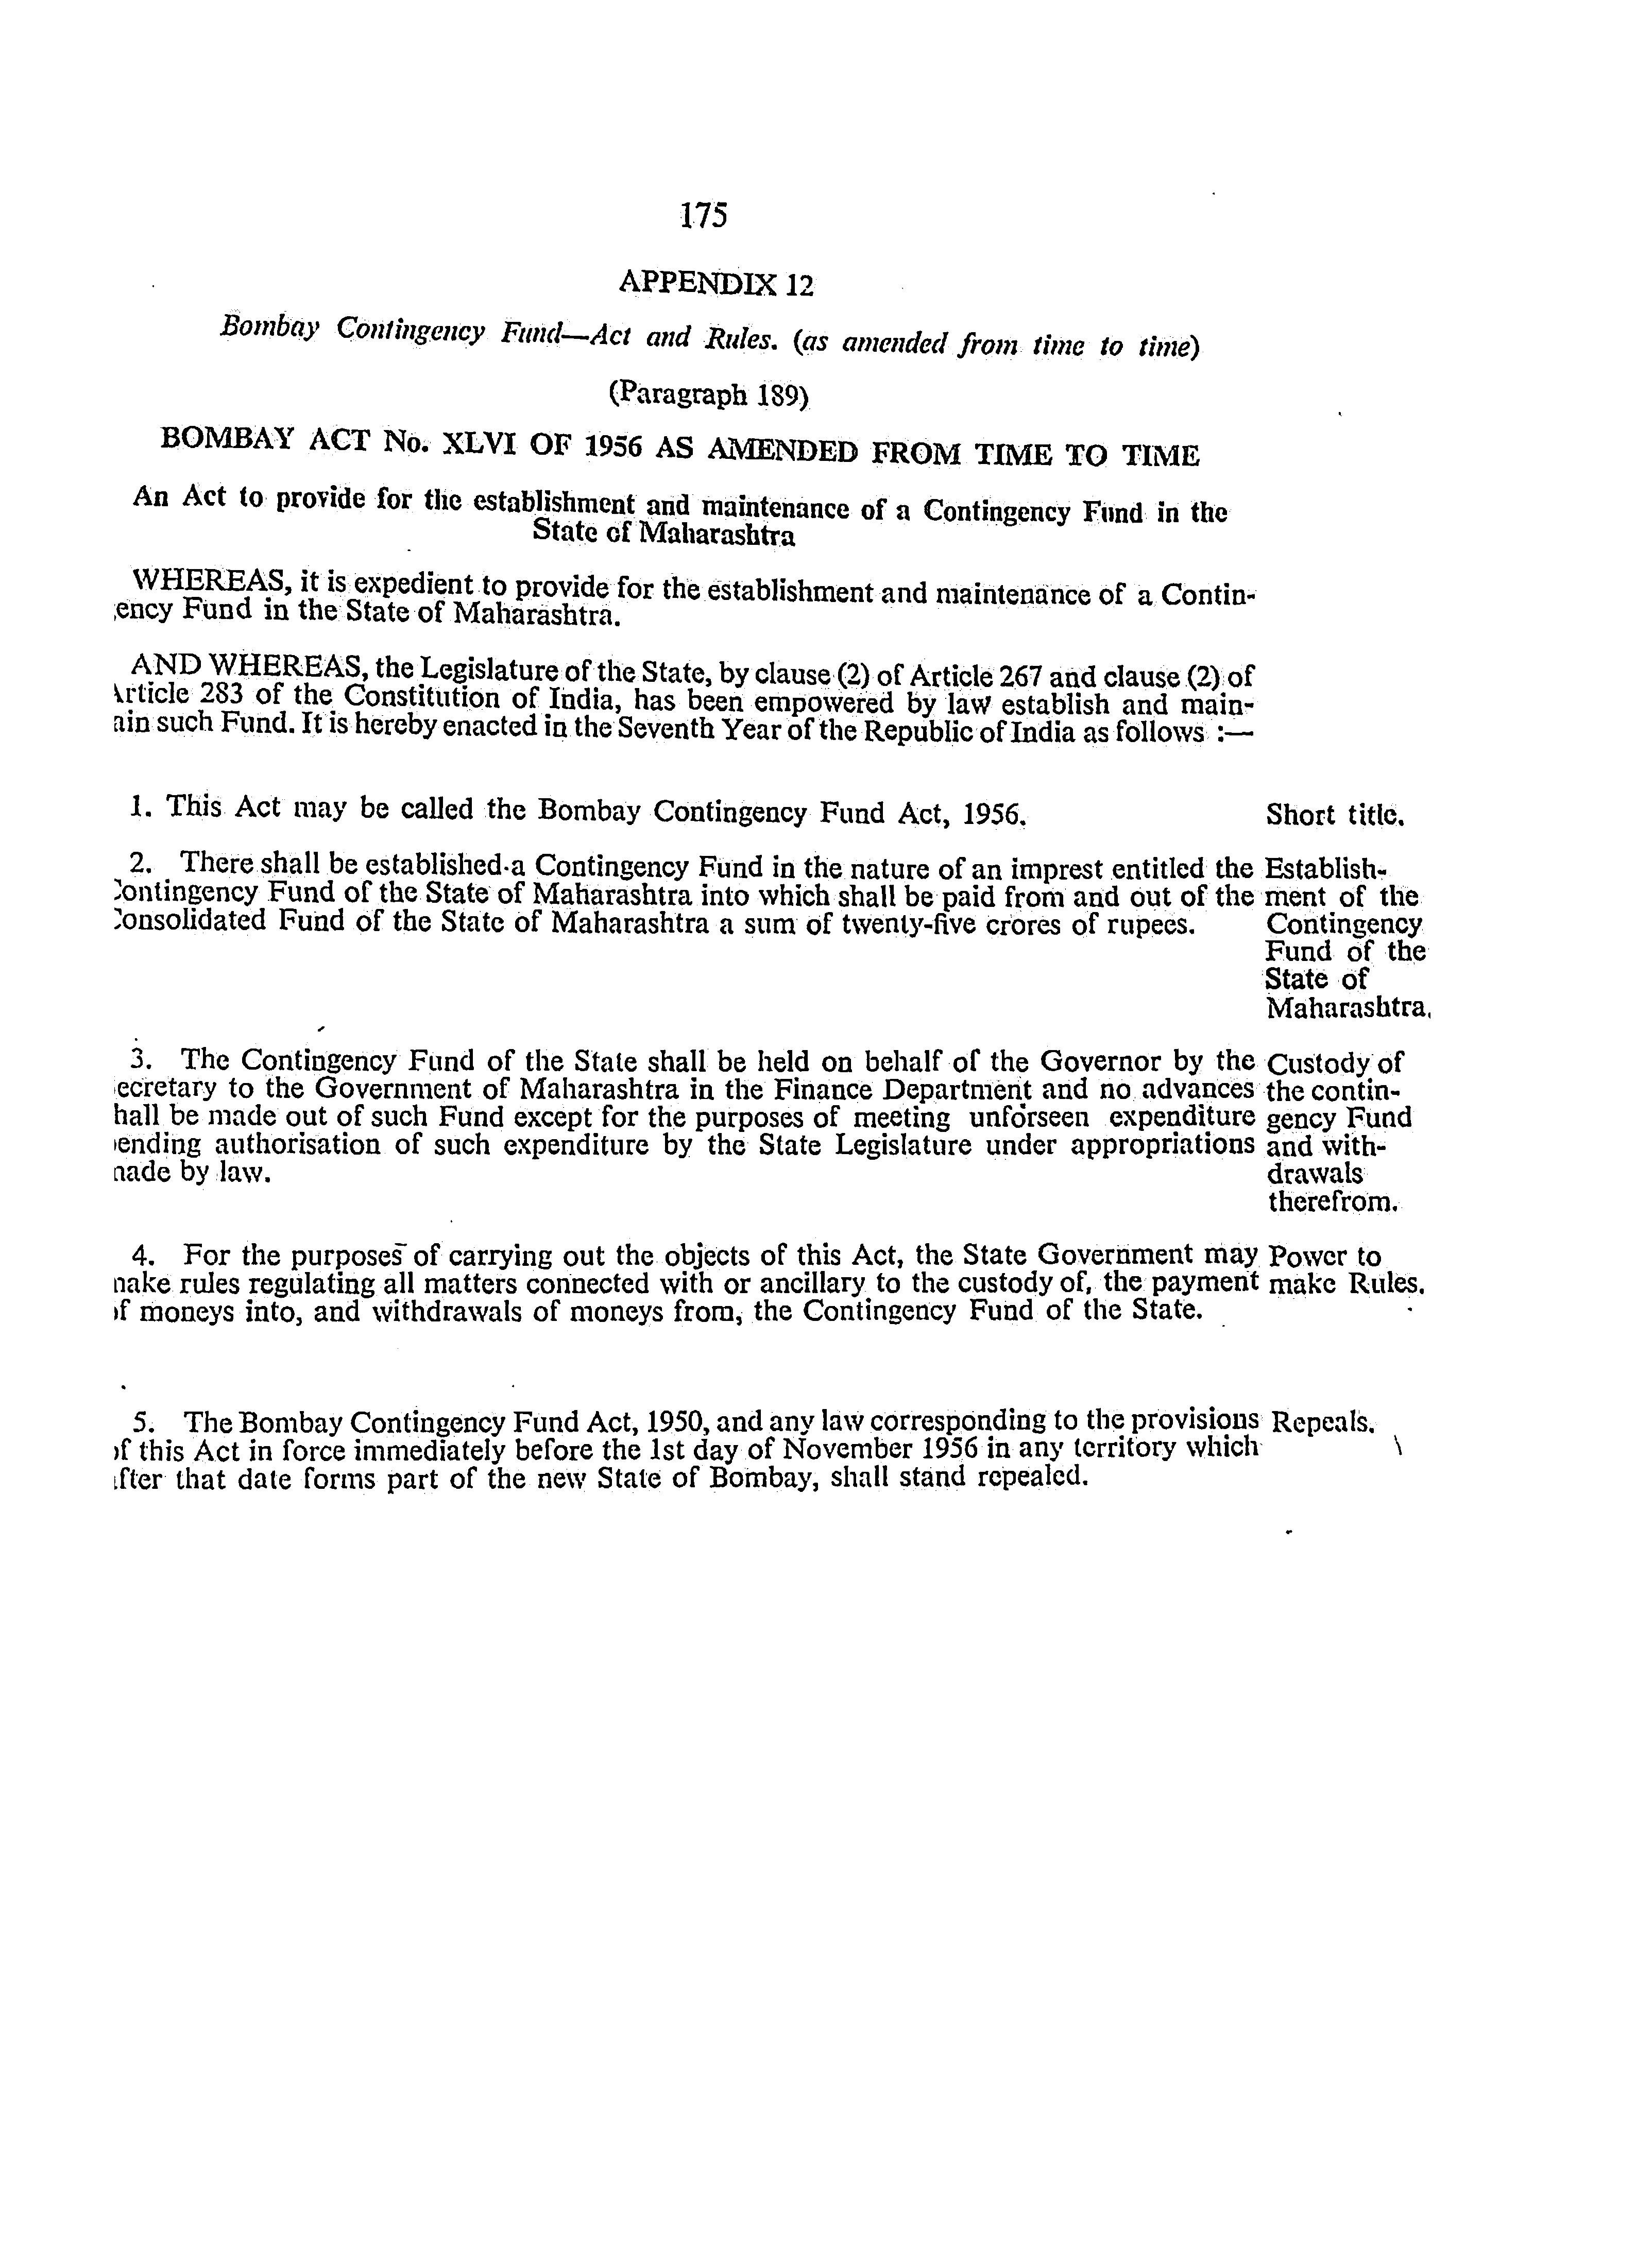 175
APPENDIX 12
Bombay Contingency Fund—Act and Rules. (as amended from time to time)
(Paragraph 189)
BOMBAY ACT No. XLVI OF 1956 AS AMENDED FROM TIME TO TIME
An Act to provide for the establishment and maintenance of a Contingency Fund in the
State of Maharashtra
WHEREAS, it is expedient to provide for the establishment and maintenance of a Contin-
ency Fund in the State of Maharashtra.
AND WHEREAS, the Legislature of the State, by clause (2) of Article 267 and clause (2) of
Article 283 of the Constitution of India, has been empowered by law establish and main-
ain such Fund. It is hereby enacted in the Seventh Year of the Republic of India as follows :—
1. This Act may be called the Bombay Contingency Fund Act, 1956.
Short title.
2. There shall be established a Contingency Fund in the nature of an imprest entitled the
Contingency Fund of the State of Maharashtra into which shall be paid from and out of the
Consolidated Fund of the State of Maharashtra a sum of twenty-five crores of rupees.
Establish-
ment of the
Contingency
Fund of the
State of
Maharashtra.
3. The Contingency Fund of the State shall be held on behalf of the Governor by the
ecretary to the Government of Maharashtra in the Finance Department and no advances
hall be made out of such Fund except for the purposes of meeting unforseen expenditure
ending authorisation of such expenditure by the State Legislature under appropriations
made by law.
Custody of
the contin-
gency Fund
and with-
drawals
therefrom.
4. For the purposes of carrying out the objects of this Act, the State Government may
make rules regulating all matters connected with or ancillary to the custody of, the payment
of moneys into, and withdrawals of moneys from, the Contingency Fund of the State.
Power to
make Rules.
5. The Bombay Contingency Fund Act, 1950, and any law corresponding to the provisions
of this Act in force immediately before the 1st day of November 1956 in any territory which
fter that date forms part of the new State of Bombay, shall stand repealed.
Repeals.